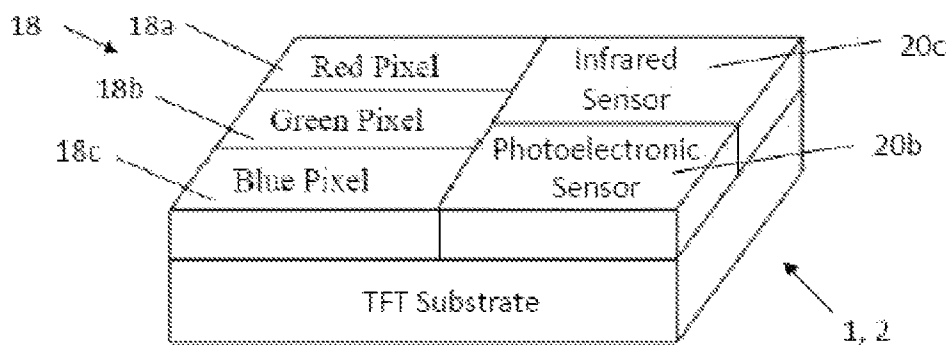 18
18a
18b
18c
Red Pixel
Green Pixel
Blue Pixel
Infrared
Sensor
Photoelectronic
Sensor
20c
20b
TFT Substrate
1, 2